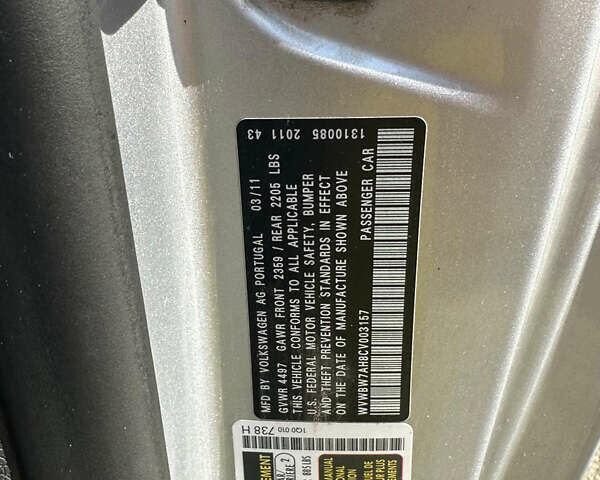 1310085 2011 43
MFD BY VOLKSWAGEN AG PORTUGAL 03/11
GVWR 4497 GAWR FRONT 2359 / REAR 2205 LBS
THIS VEHICLE CONFORMS TO ALL APPLICABLE
U.S. FEDERAL MOTOR VEHICLE SAFETY, BUMPER
AND THEFT PREVENTION STANDARDS IN EFFECT
ON THE DATE OF MANUFACTURE SHOWN ABOVE
WVWBW7AH8CV003157 PASSENGER CAR
1Q0 010 738 H